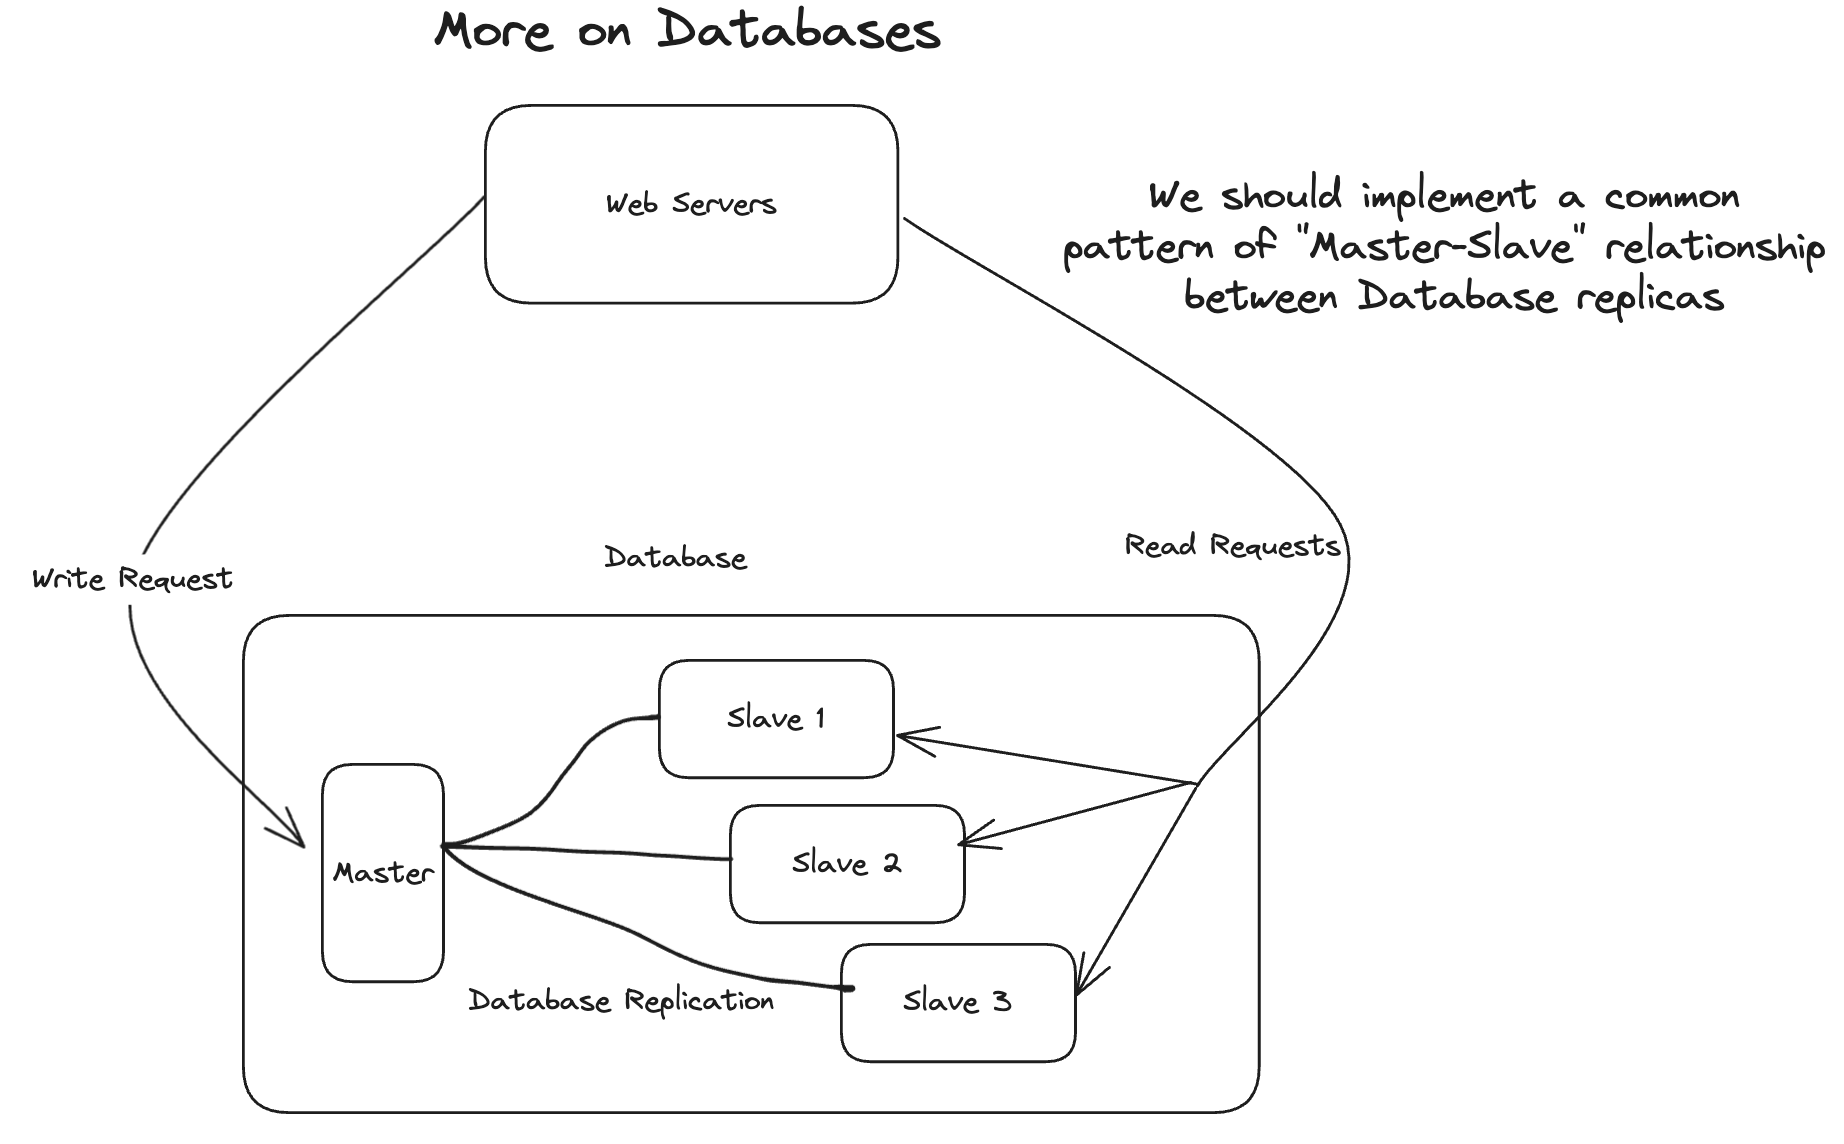 More on Databases
Web Servers
We should implement a common
pattern of "Master-Slave" relationship
between Database replicas
Write Request
Database
Read Requests
Slave 1
Slave 2
Master
Database Replication
Slave 3